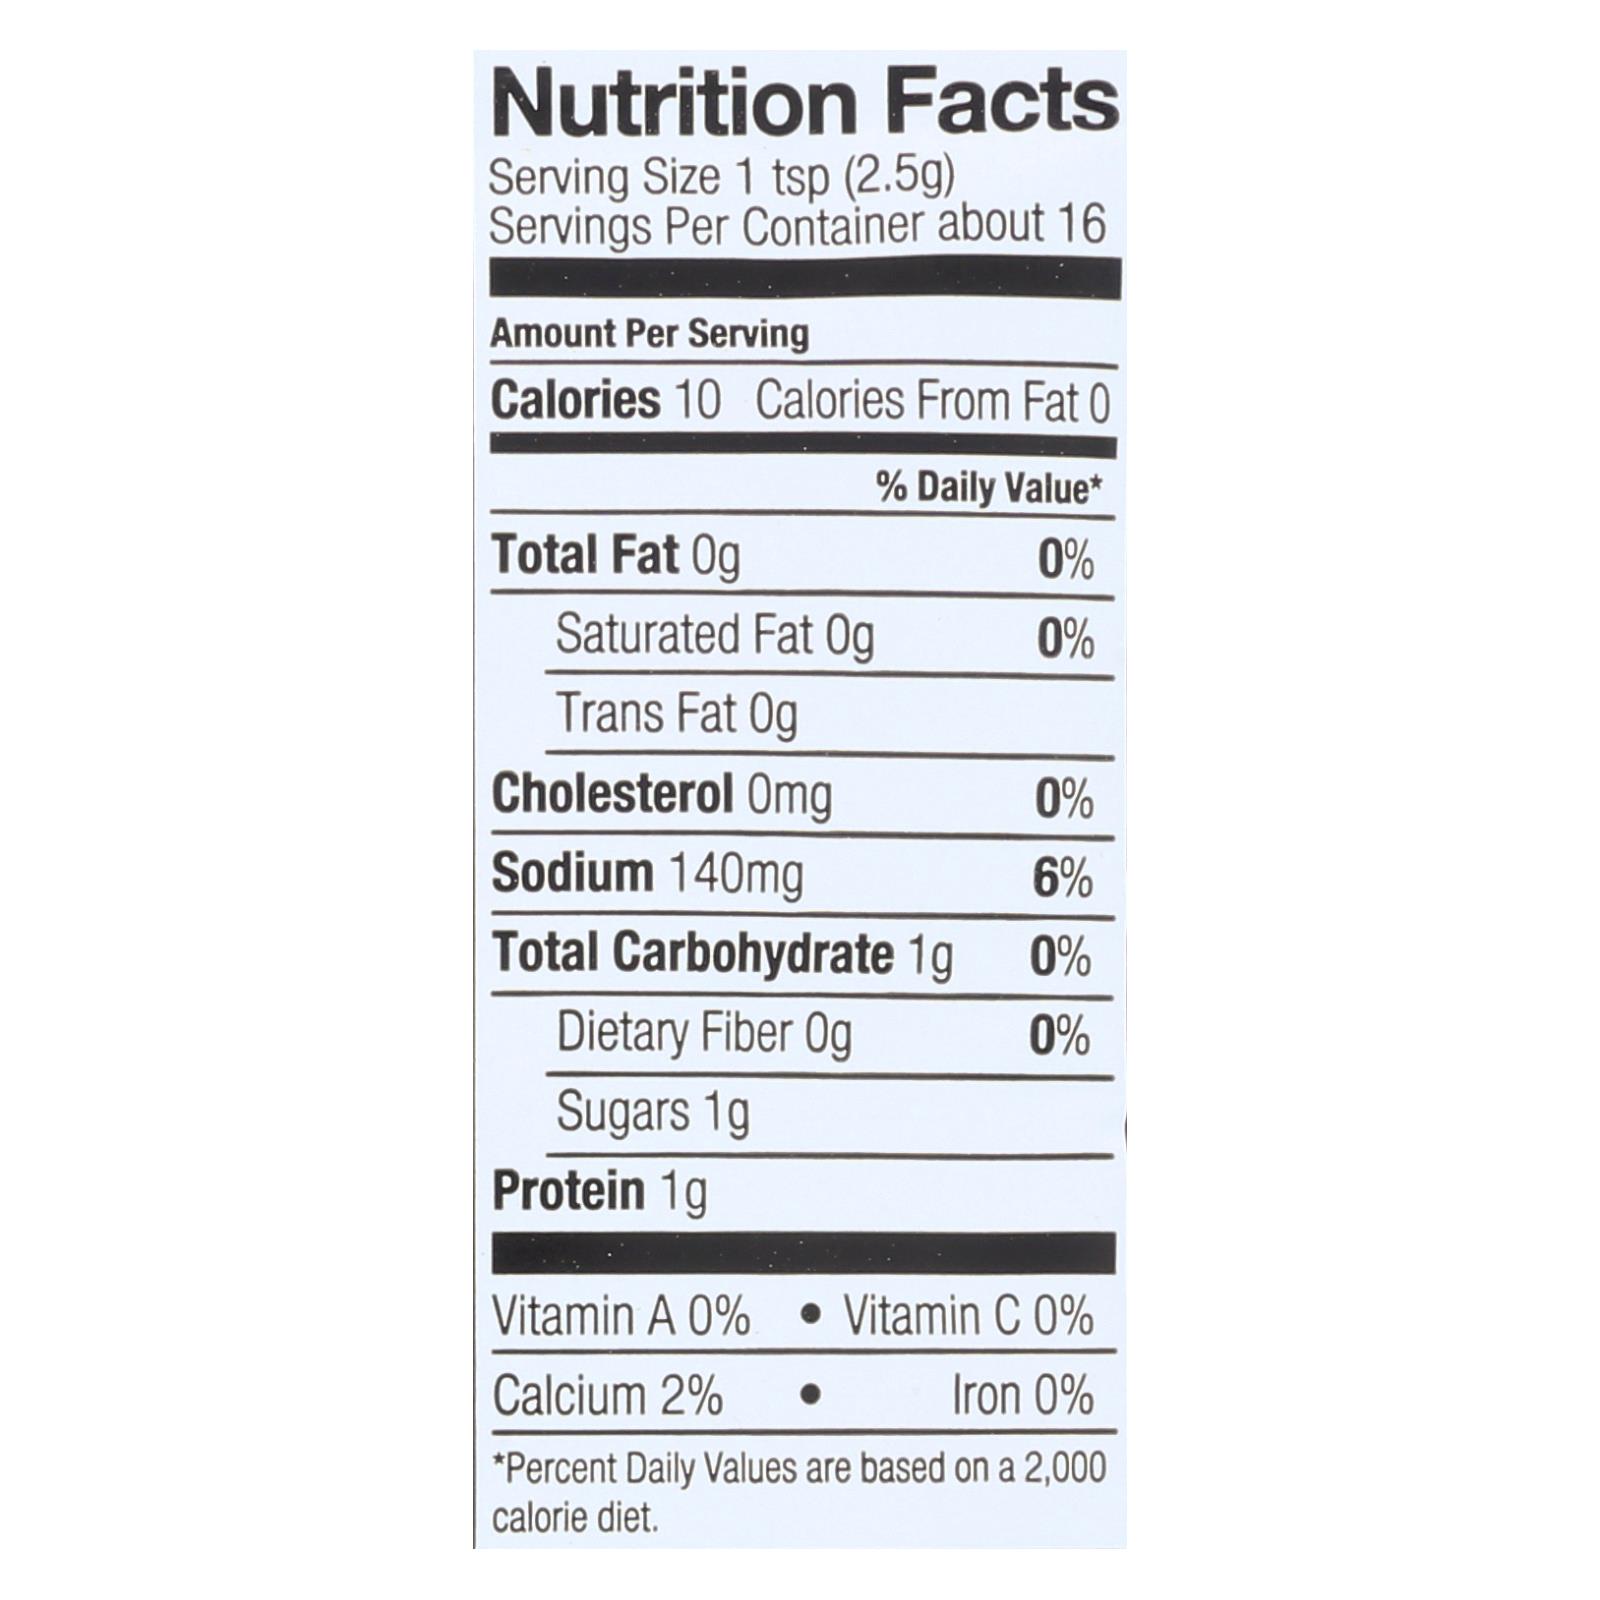 Nutrition Facts
Serving Size 1 tsp (2.5g)
Servings Per Container about 16
Amount Per Serving
Calories 10 Calories From Fat 0
% Daily Value*
Total Fat 0g 0%
Saturated Fat 0g 0%
Trans Fat 0g
Cholesterol 0mg 0%
Sodium 140mg 6%
Total Carbohydrate 1g 0%
Dietary Fiber 0g 0%
Sugars 1g
Protein 1g
Vitamin A 0% • Vitamin C 0%
Calcium 2% • Iron 0%
*Percent Daily Values are based on a 2,000
calorie diet.